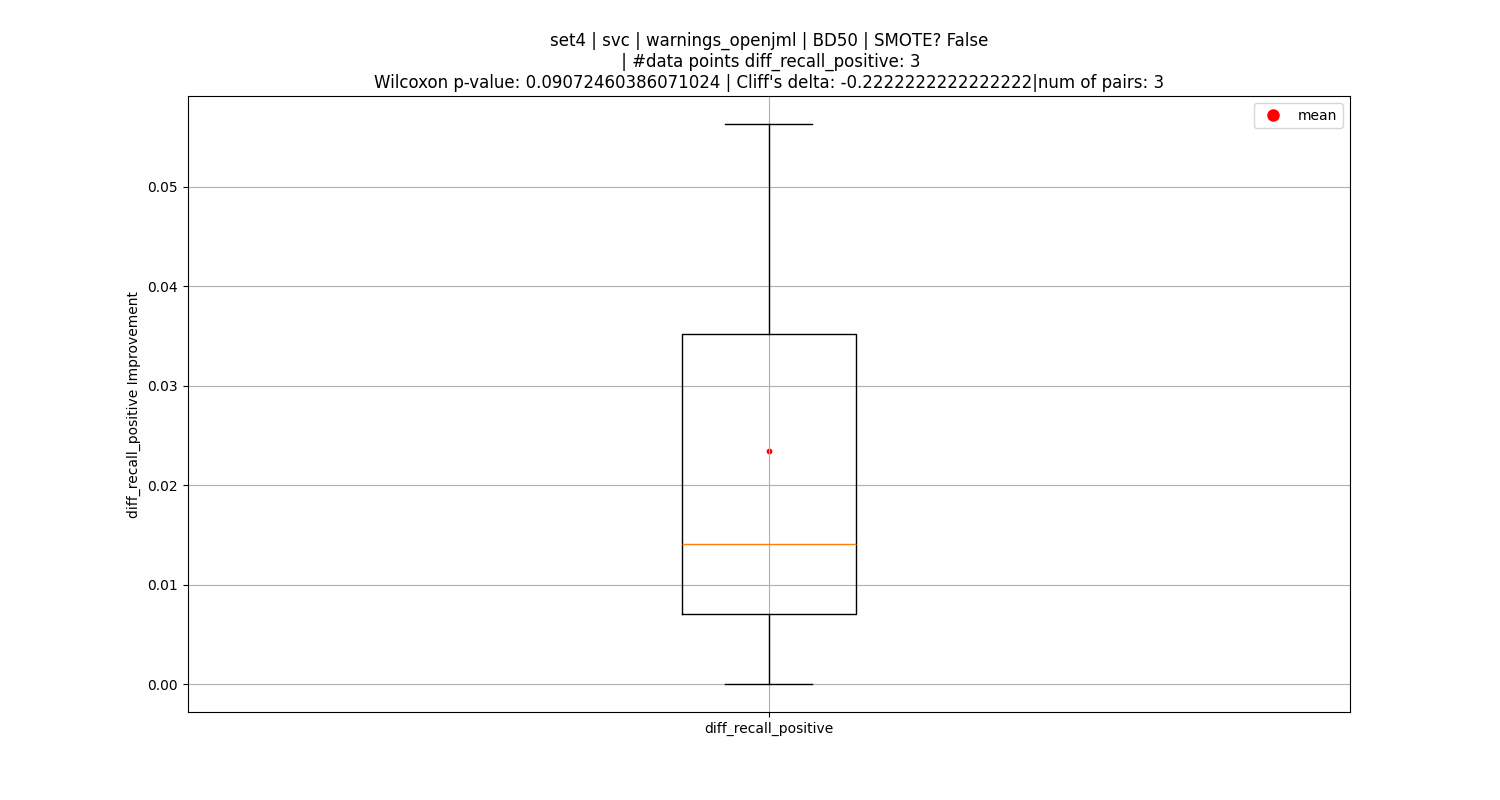 set4 | svc | warnings_openjml | BD50 | SMOTE? False
| #data points diff_recall_positive: 3
Wilcoxon p-value: 0.09072460386071024 | Cliff's delta: -0.2222222222222222|num of pairs: 3
mean
0.05
0.04
0.03
0.02
0.01
0.00
diff_recall_positive Improvement
diff_recall_positive